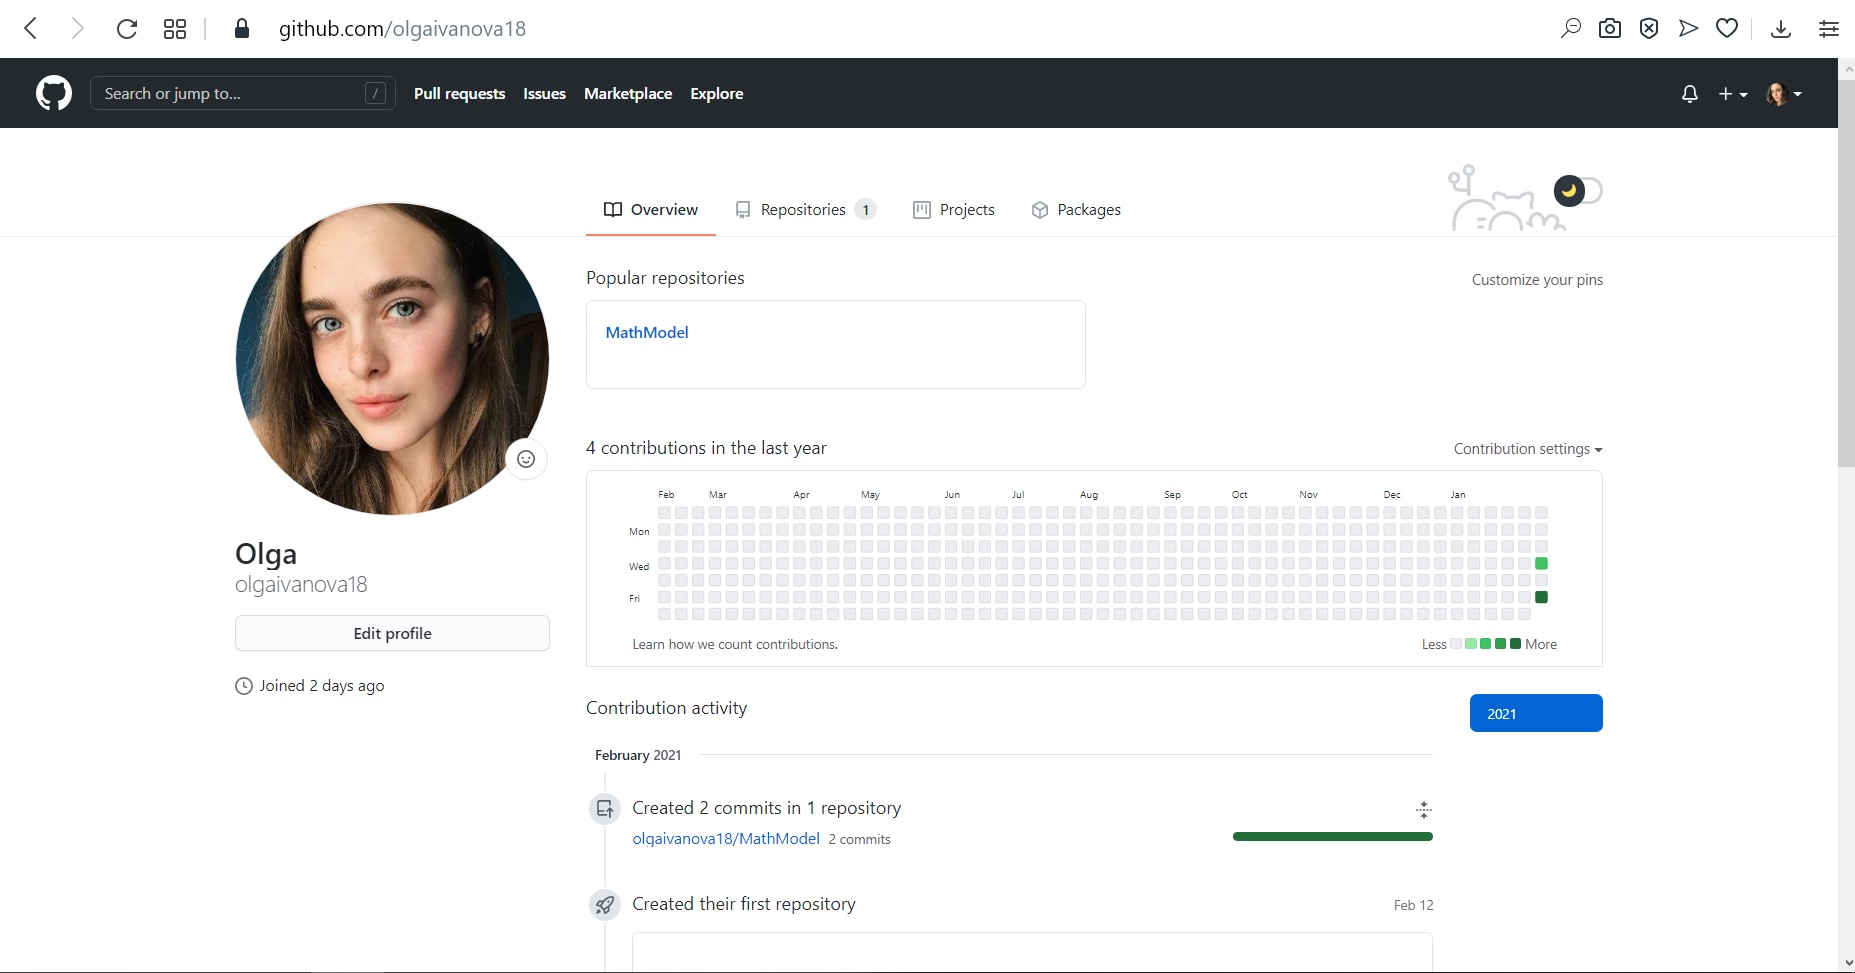 github.com/olgaivanova18
Search or jump to... /
Pull requests Issues Marketplace Explore
Overview Repositories 1 Projects Packages
Popular repositories
Customize your pins
MathModel
4 contributions in the last year
Contribution settings
Feb Mar Apr May Jun Jul Aug Sep Oct Nov Dec Jan
Mon
Wed
Fri
Learn how we count contributions.
Less More
Olga
olgaivanova18
Edit profile
Joined 2 days ago
Contribution activity
2021
February 2021
Created 2 commits in 1 repository
olgaivanova18/MathModel 2 commits
Created their first repository
Feb 12